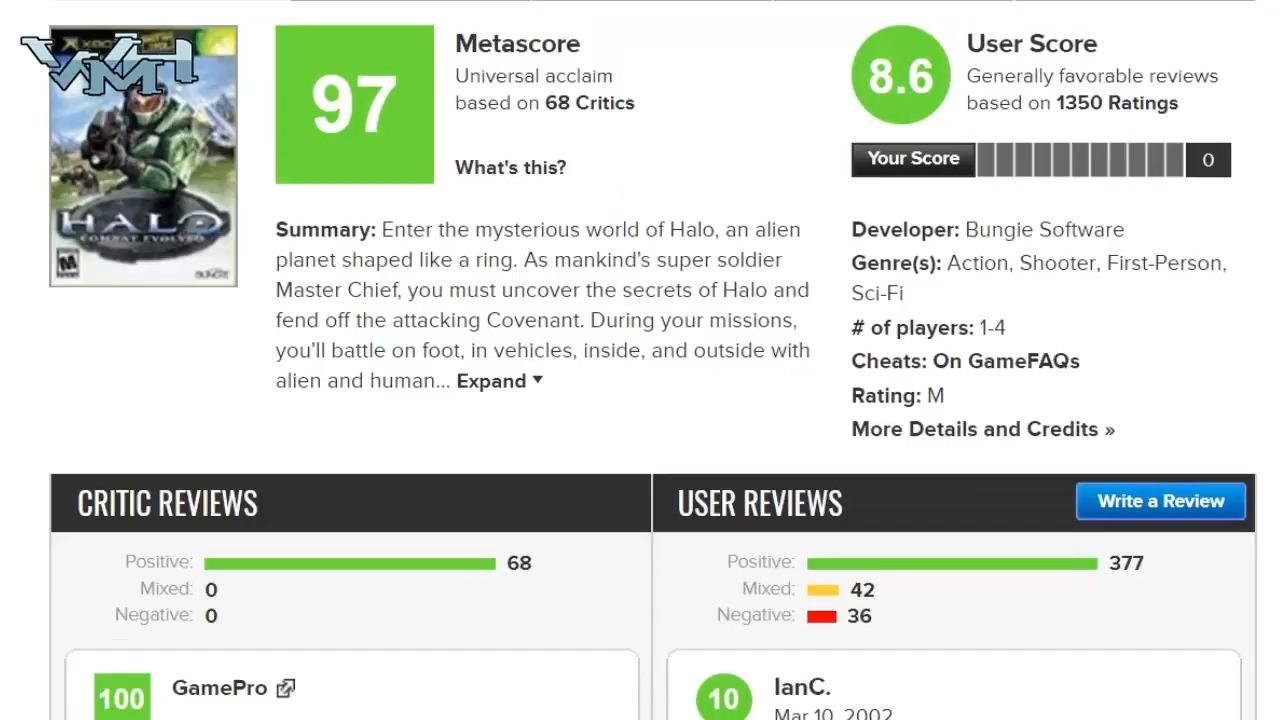 XBOX
VMH
HALO
COMBAT EVOLVED
M
BUNGIE
97
Metascore
Universal acclaim
based on 68 Critics
What's this?
Summary: Enter the mysterious world of Halo, an alien
planet shaped like a ring. As mankind's super soldier
Master Chief, you must uncover the secrets of Halo and
fend off the attacking Covenant. During your missions,
you'll battle on foot, in vehicles, inside, and outside with
alien and human... Expand
8.6
User Score
Generally favorable reviews
based on 1350 Ratings
Your Score
0
Developer: Bungie Software
Genre(s): Action, Shooter, First-Person,
Sci-Fi
# of players: 1-4
Cheats: On GameFAQs
Rating: M
More Details and Credits »
CRITIC REVIEWS
Positive: 68
Mixed: 0
Negative: 0
100
GamePro
USER REVIEWS
Write a Review
Positive: 377
Mixed: 42
Negative: 36
10
IanC.
Mar 10, 2002